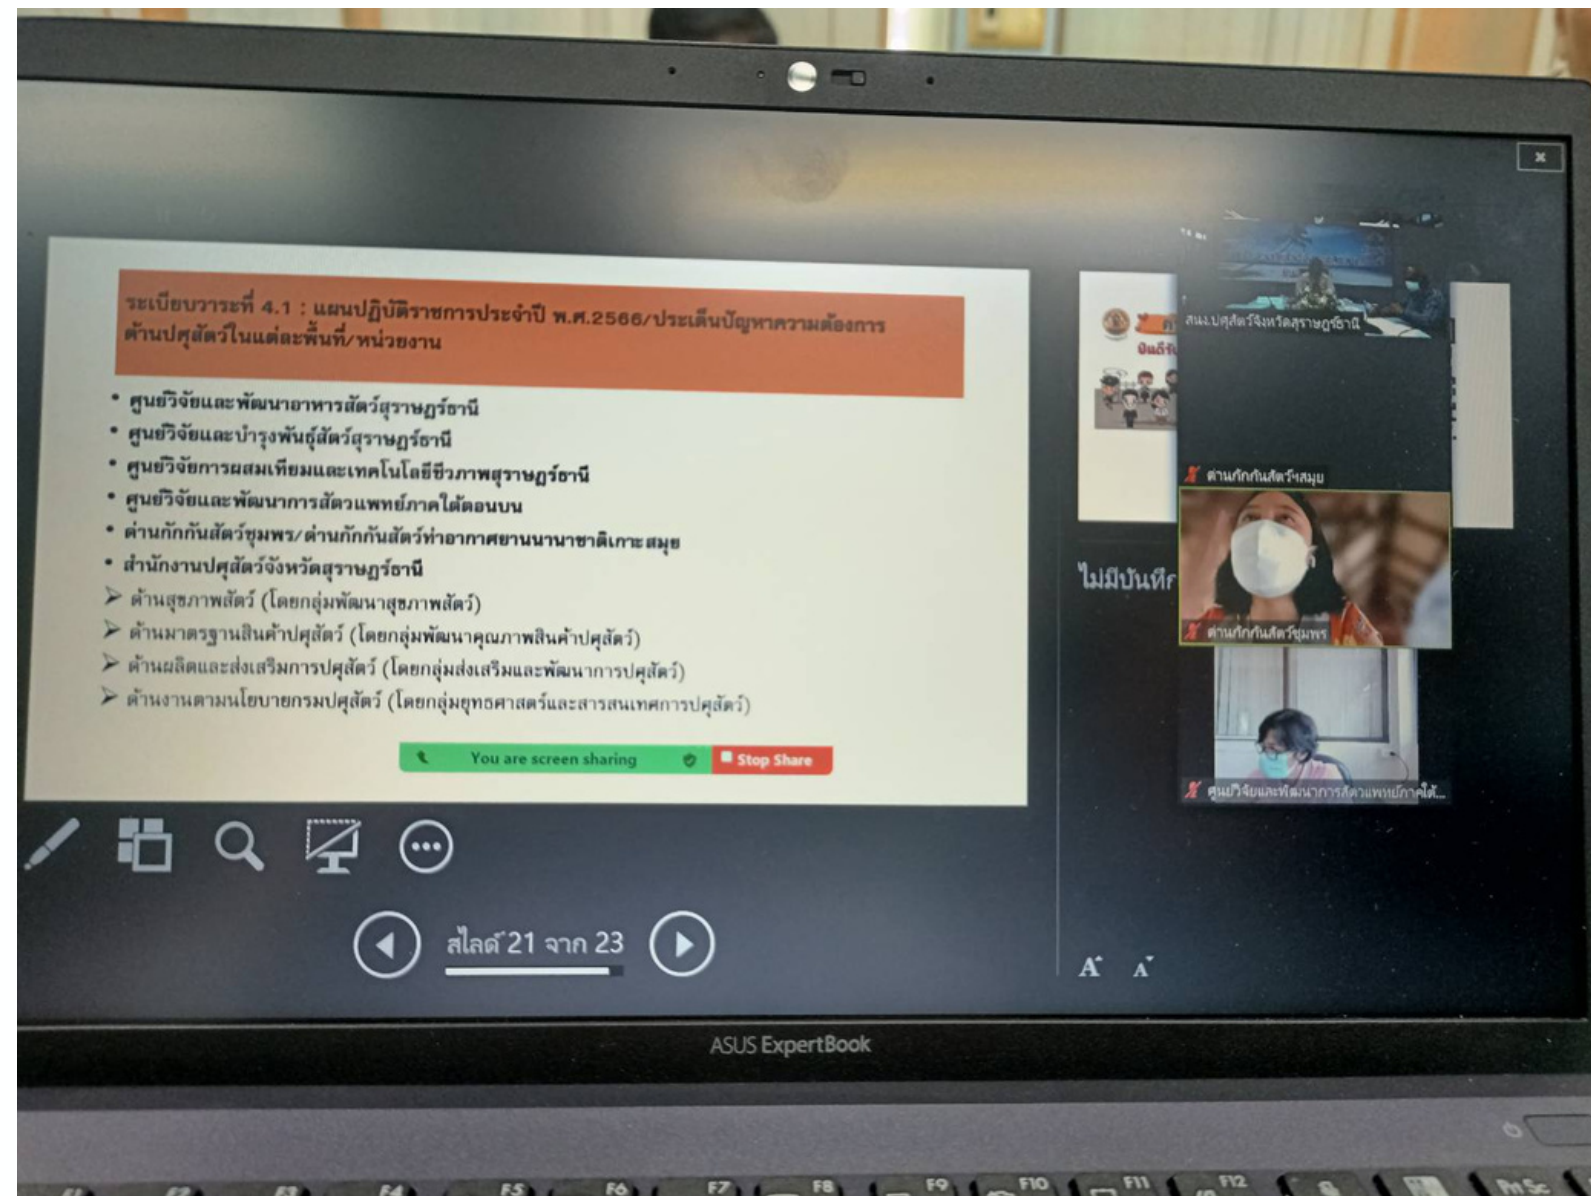 ระเบียบวาระที่ 4.1 : แผนปฏิบัติราชการประจำปี พ.ศ.2566/ประเด็นปัญหาความต้องการ
ด้านปศุสัตว์ในแต่ละพื้นที่/หน่วยงาน
• ศูนย์วิจัยและพัฒนาอาหารสัตว์สุราษฎร์ธานี
• ศูนย์วิจัยและบำรุงพันธุ์สัตว์สุราษฎร์ธานี
• ศูนย์วิจัยการผสมเทียมและเทคโนโลยีชีวภาพสุราษฎร์ธานี
• ศูนย์วิจัยและพัฒนาการสัตวแพทย์ภาคใต้ตอนบน
• ด่านกักกันสัตว์ชุมพร/ด่านกักกันสัตว์ท่าอากาศยานนานาชาติเกาะสมุย
• สำนักงานปศุสัตว์จังหวัดสุราษฎร์ธานี
➢ ด้านสุขภาพสัตว์ (โดยกลุ่มพัฒนาสุขภาพสัตว์)
➢ ด้านมาตรฐานสินค้าปศุสัตว์ (โดยกลุ่มพัฒนาคุณภาพสินค้าปศุสัตว์)
➢ ด้านผลิตและส่งเสริมการปศุสัตว์ (โดยกลุ่มส่งเสริมและพัฒนาการปศุสัตว์)
➢ ด้านงานตามนโยบายกรมปศุสัตว์ (โดยกลุ่มยุทธศาสตร์และสารสนเทศการปศุสัตว์)
You are screen sharing
Stop Share
สไลด์ 21 จาก 23
สนง.ปศุสัตว์จังหวัดสุราษฎร์ธานี
ด่านกักกันสัตว์ฯสมุย
ไม่มีบันทึก
ด่านกักกันสัตว์ชุมพร
ศูนย์วิจัยและพัฒนาการสัตวแพทย์ภาคใต้...
A A
ASUS ExpertBook
F1 F2 F3 F4 F5 F6 F7 F8 F9 F10 F11 F12 Prt Sc